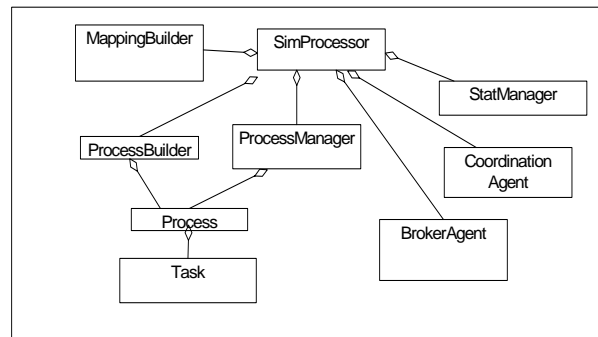 MappingBuilder
SimProcessor
StatManager
ProcessBuilder
ProcessManager
Coordination
Agent
Process
BrokerAgent
Task